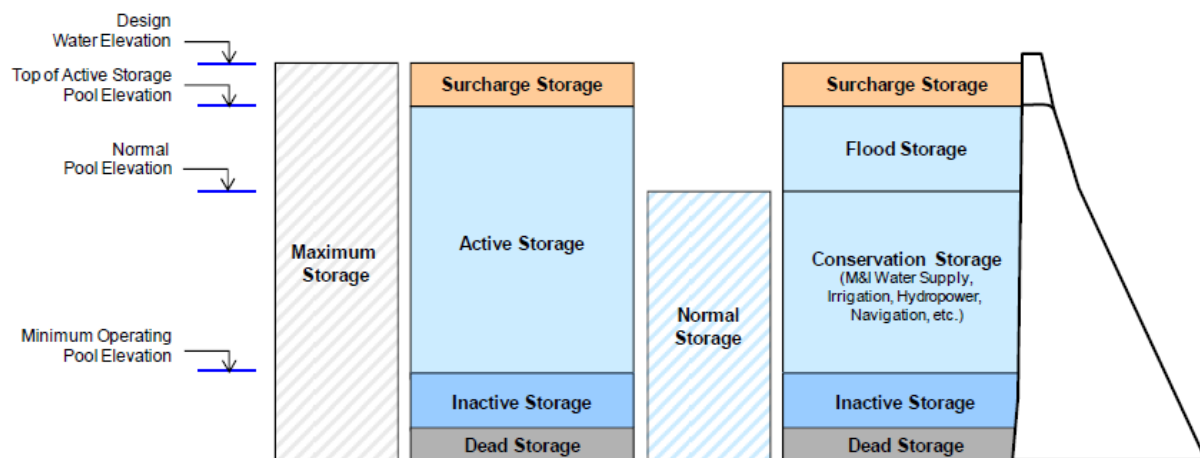 Design
Water Elevation
Top of Active Storage
Pool Elevation
Normal
Pool Elevation
Minimum Operating
Pool Elevation
Maximum
Storage
Surcharge Storage
Active Storage
Inactive Storage
Dead Storage
Normal
Storage
Surcharge Storage
Flood Storage
Conservation Storage
(M&I Water Supply,
Irrigation, Hydropower,
Navigation, etc.)
Inactive Storage
Dead Storage